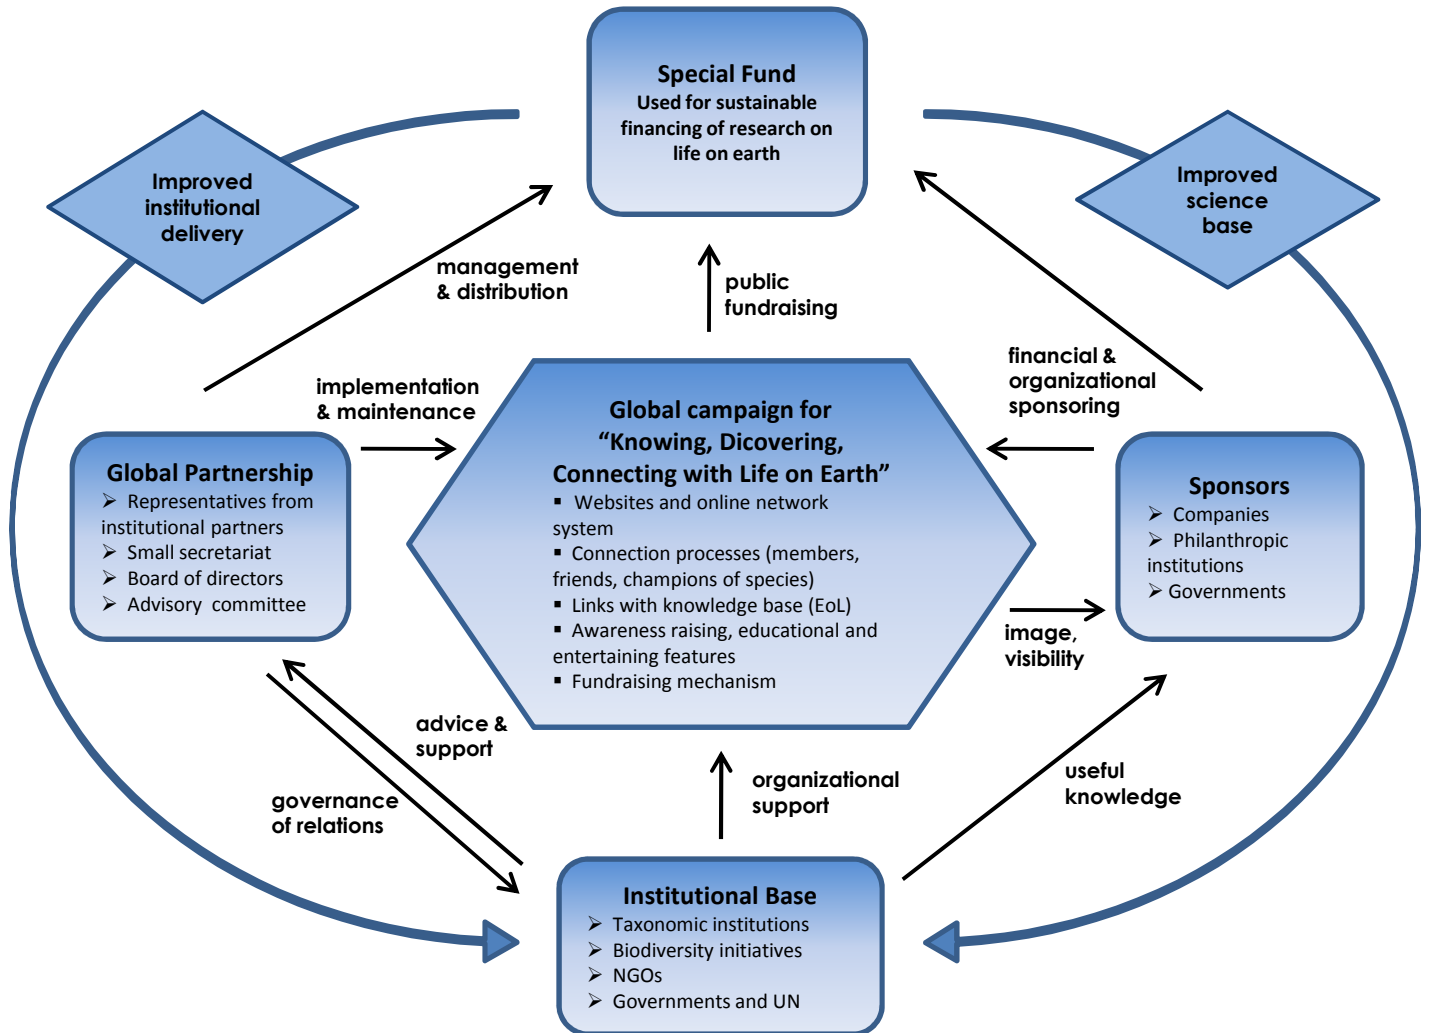 Special Fund
Used for sustainable
financing of research on
life on earth
Improved
institutional
delivery
Improved
science
base
management
& distribution
public
fundraising
financial &
organizational
sponsoring
implementation
& maintenance
Global campaign for
“Knowing, Dicovering,
Connecting with Life on Earth”
▪ Websites and online network
system
▪ Connection processes (members,
friends, champions of species)
▪ Links with knowledge base (EoL)
▪ Awareness raising, educational and
entertaining features
▪ Fundraising mechanism
Global Partnership
➢ Representatives from
institutional partners
➢ Small secretariat
➢ Board of directors
➢ Advisory committee
Sponsors
➢ Companies
➢ Philanthropic
institutions
➢ Governments
image,
visibility
advice &
support
governance
of relations
organizational
support
useful
knowledge
Institutional Base
➢ Taxonomic institutions
➢ Biodiversity initiatives
➢ NGOs
➢ Governments and UN